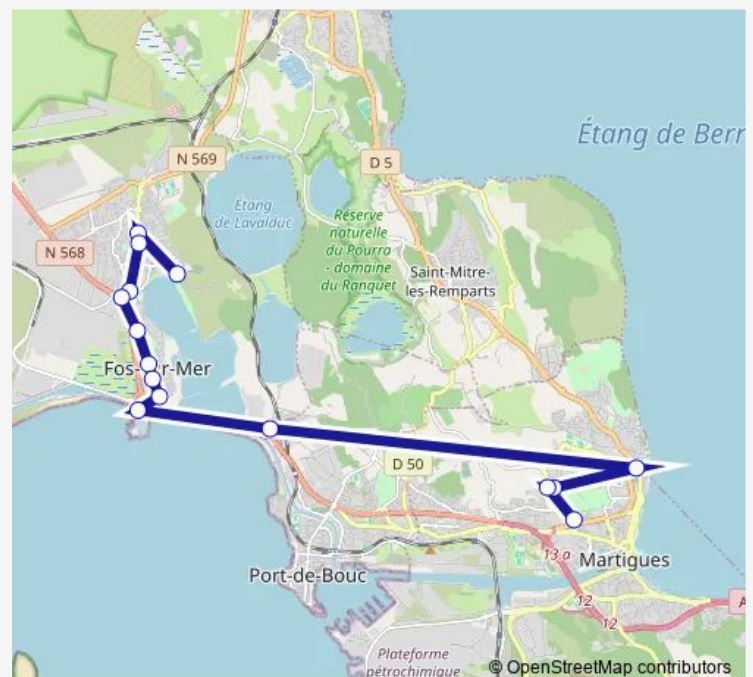 Étang de Berr
N 569
D 5
Étang
de Lavalduc
Réserve
naturelle
du Pourra
- domaine
du Ranquet
N 568
Saint-Mitre-
les-Remparts
Fos- r-Mer
D 50
Port-de-Bouc
13 a
Martigues
12
12
A
Plateforme
pétrochimique
© OpenStreetMap contributors